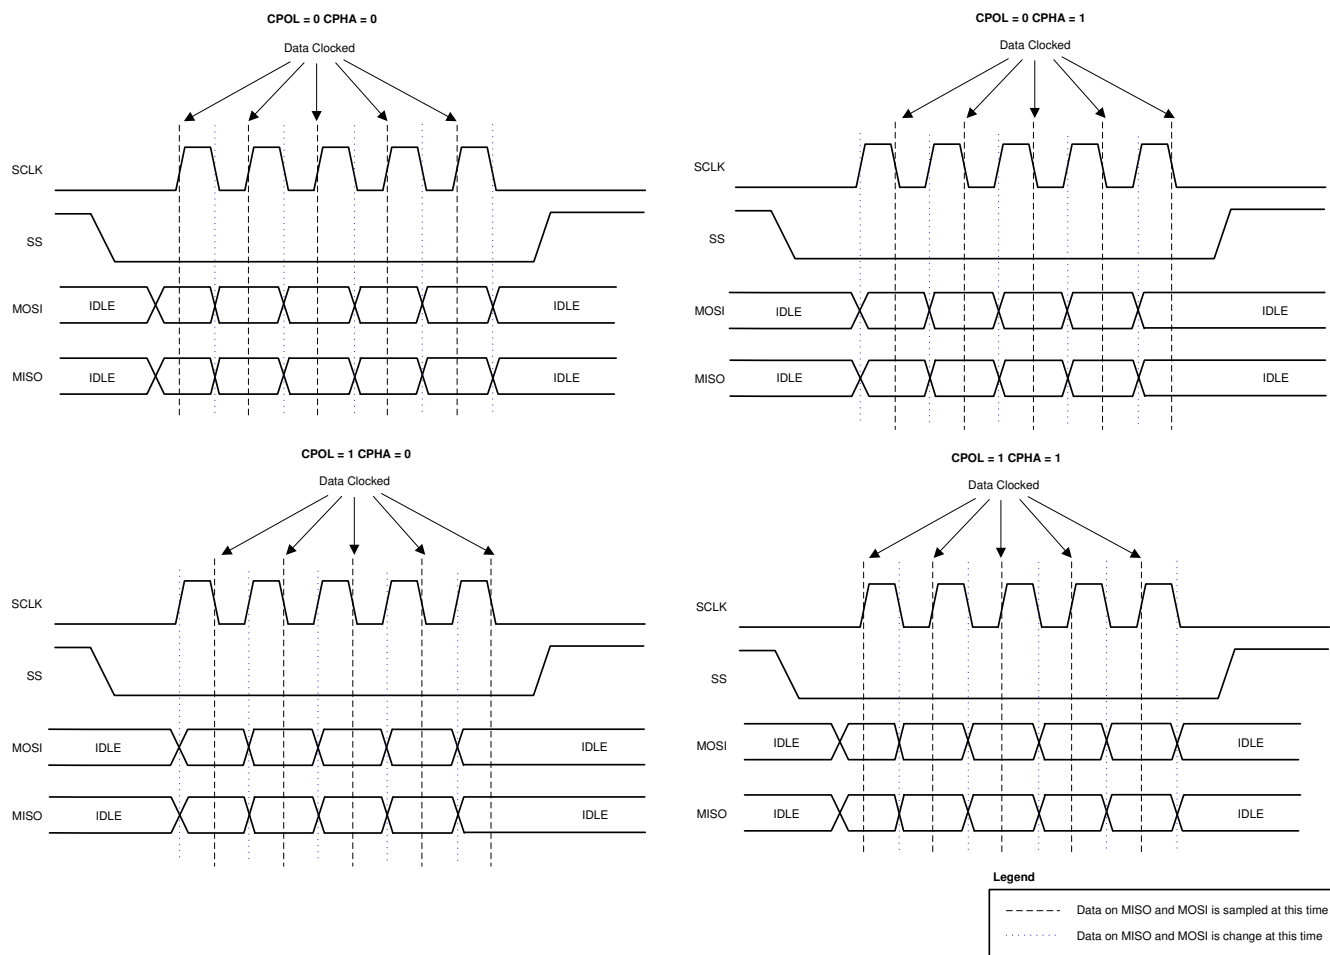 CPOL = 0 CPHA = 0
Data Clocked
SCLK
SS
MOSI
IDLE
IDLE
MISO
IDLE
IDLE
CPOL = 0 CPHA = 1
Data Clocked
SCLK
SS
MOSI
IDLE
IDLE
MISO
IDLE
IDLE
CPOL = 1 CPHA = 0
Data Clocked
SCLK
SS
MOSI
IDLE
IDLE
MISO
IDLE
IDLE
CPOL = 1 CPHA = 1
Data Clocked
SCLK
SS
MOSI
IDLE
IDLE
MISO
IDLE
IDLE
Legend
Data on MISO and MOSI is sampled at this time
Data on MISO and MOSI is change at this time